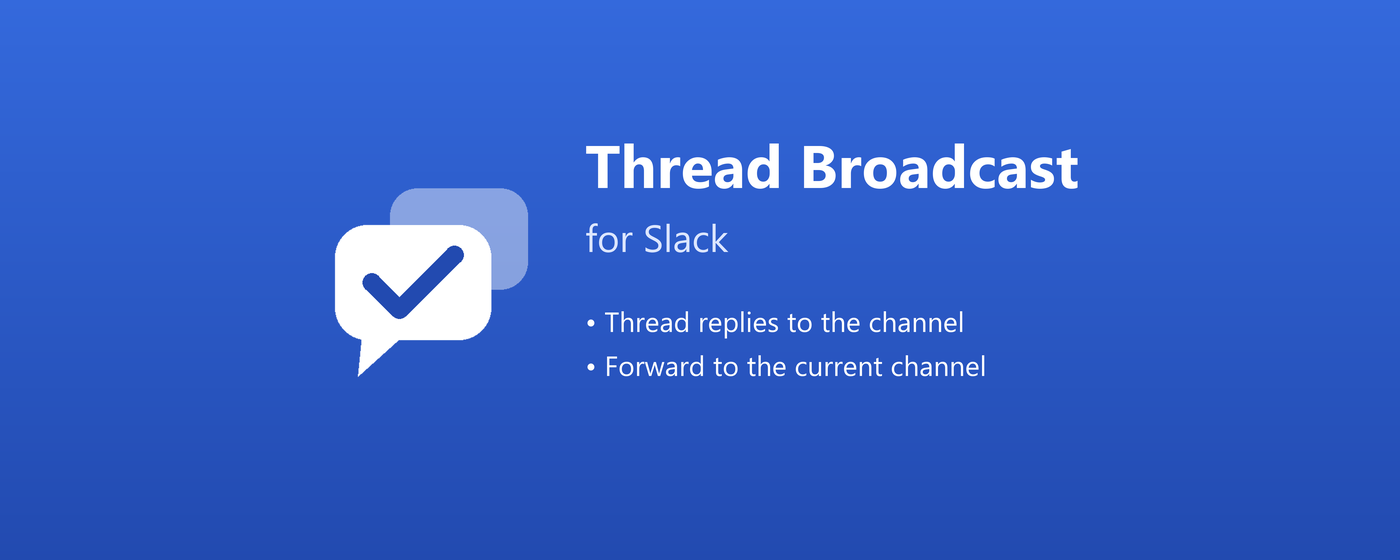 Thread Broadcast
for Slack
• Thread replies to the channel
• Forward to the current channel